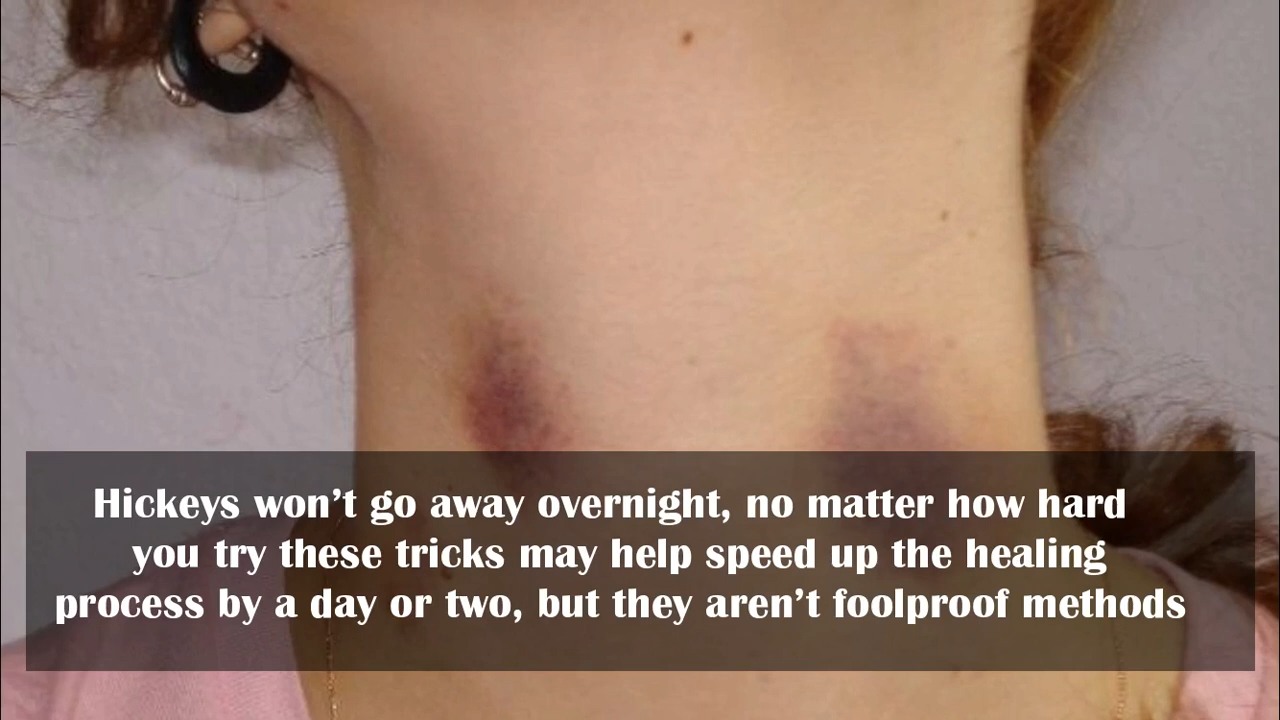 Hickeys won’t go away overnight, no matter how hard
you try these tricks may help speed up the healing
process by a day or two, but they aren’t foolproof methods